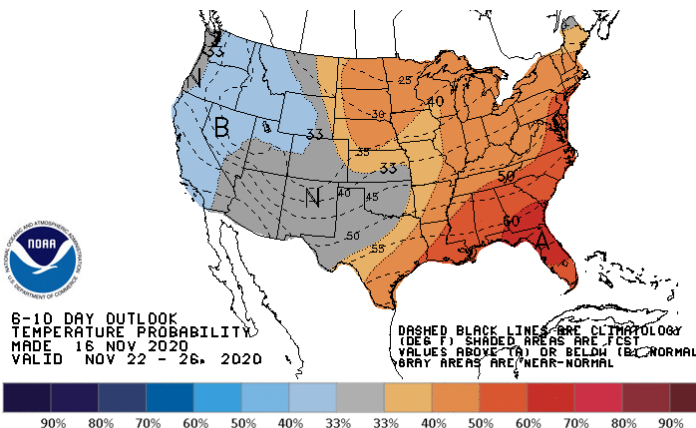 33
N
B
33
N
25
30
35
40
33
40
45
50
55
50
60
A
NATIONAL OCEANIC AND ATMOSPHERIC ADMINISTRATION
NOAA
U.S. DEPARTMENT OF COMMERCE
6-10 DAY OUTLOOK
TEMPERATURE PROBABILITY
MADE 16 NOV 2020
VALID NOV 22 - 26, 2020
DASHED BLACK LINES ARE CLIMATOLOGY
(DEG F) SHADED AREAS ARE FCST
VALUES ABOVE (A) OR BELOW (B) NORMAL
GRAY AREAS ARE NEAR-NORMAL
90% 80% 70% 60% 50% 40% 33% 33% 40% 50% 60% 70% 80% 90%